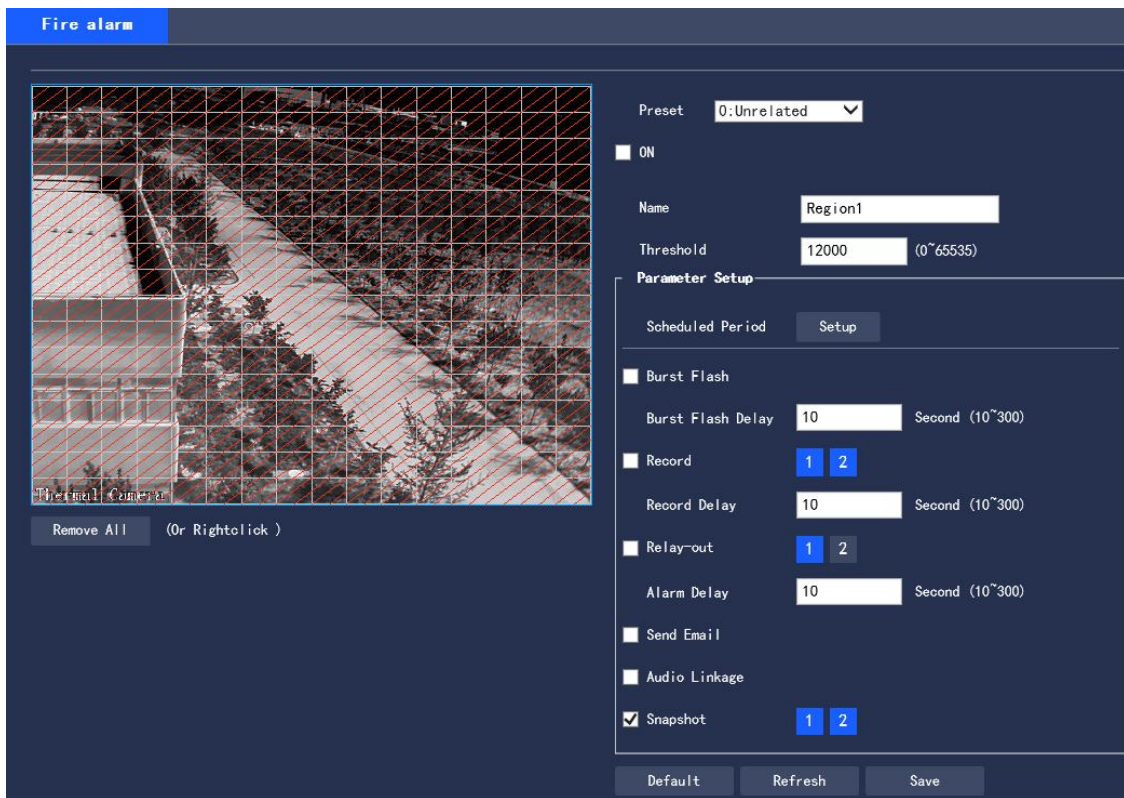 Fire alarm
Preset 0:Unrelated
ON
Name Region1
Threshold 12000 (0~65535)
Parameter Setup
Scheduled Period Setup
Burst Flash
Burst Flash Delay 10 Second (10~300)
Record 1 2
Record Delay 10 Second (10~300)
Relay-out 1 2
Alarm Delay 10 Second (10~300)
Send Email
Audio Linkage
Snapshot 1 2
Default Refresh Save
Thermal Camera
Remove All (Or Rightclick )